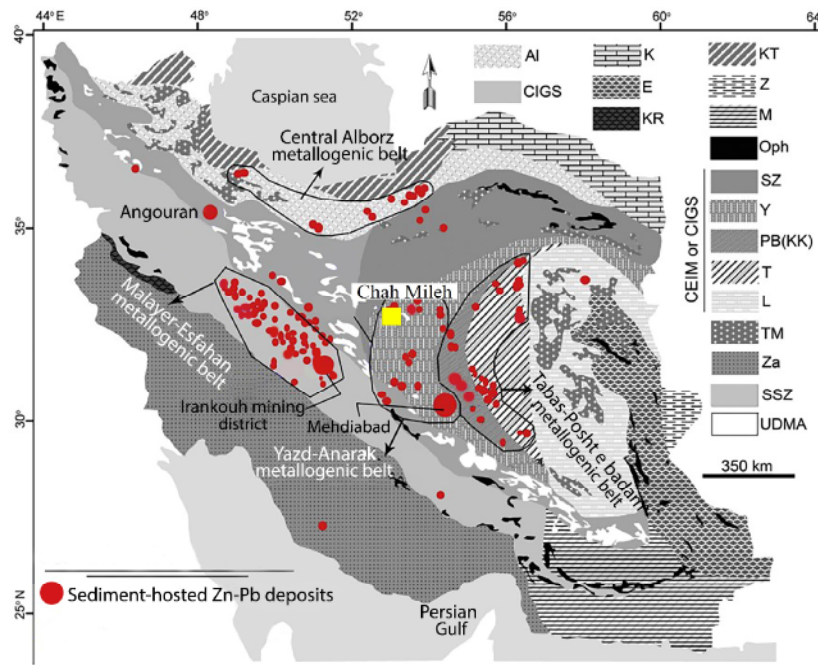 44°E
48°
52°
56°
60°
64
40°
35°
30°
25°N
Caspian sea
Central Alborz
metallogenic belt
Angouran
Malayer-Esfahan
metallogenic belt
Chah Mileh
Irankouh mining
district
Mehdiabad
Yazd-Anarak
metallogenic belt
Tabas-posht e badam
metallogenic belt
Persian
Gulf
Sediment-hosted Zn-Pb deposits
Al
CIGS
K
E
KR
KT
Z
M
Oph
SZ
Y
PB(KK)
T
L
TM
Za
SSZ
UDMA
CEIM or CIGS
350 km